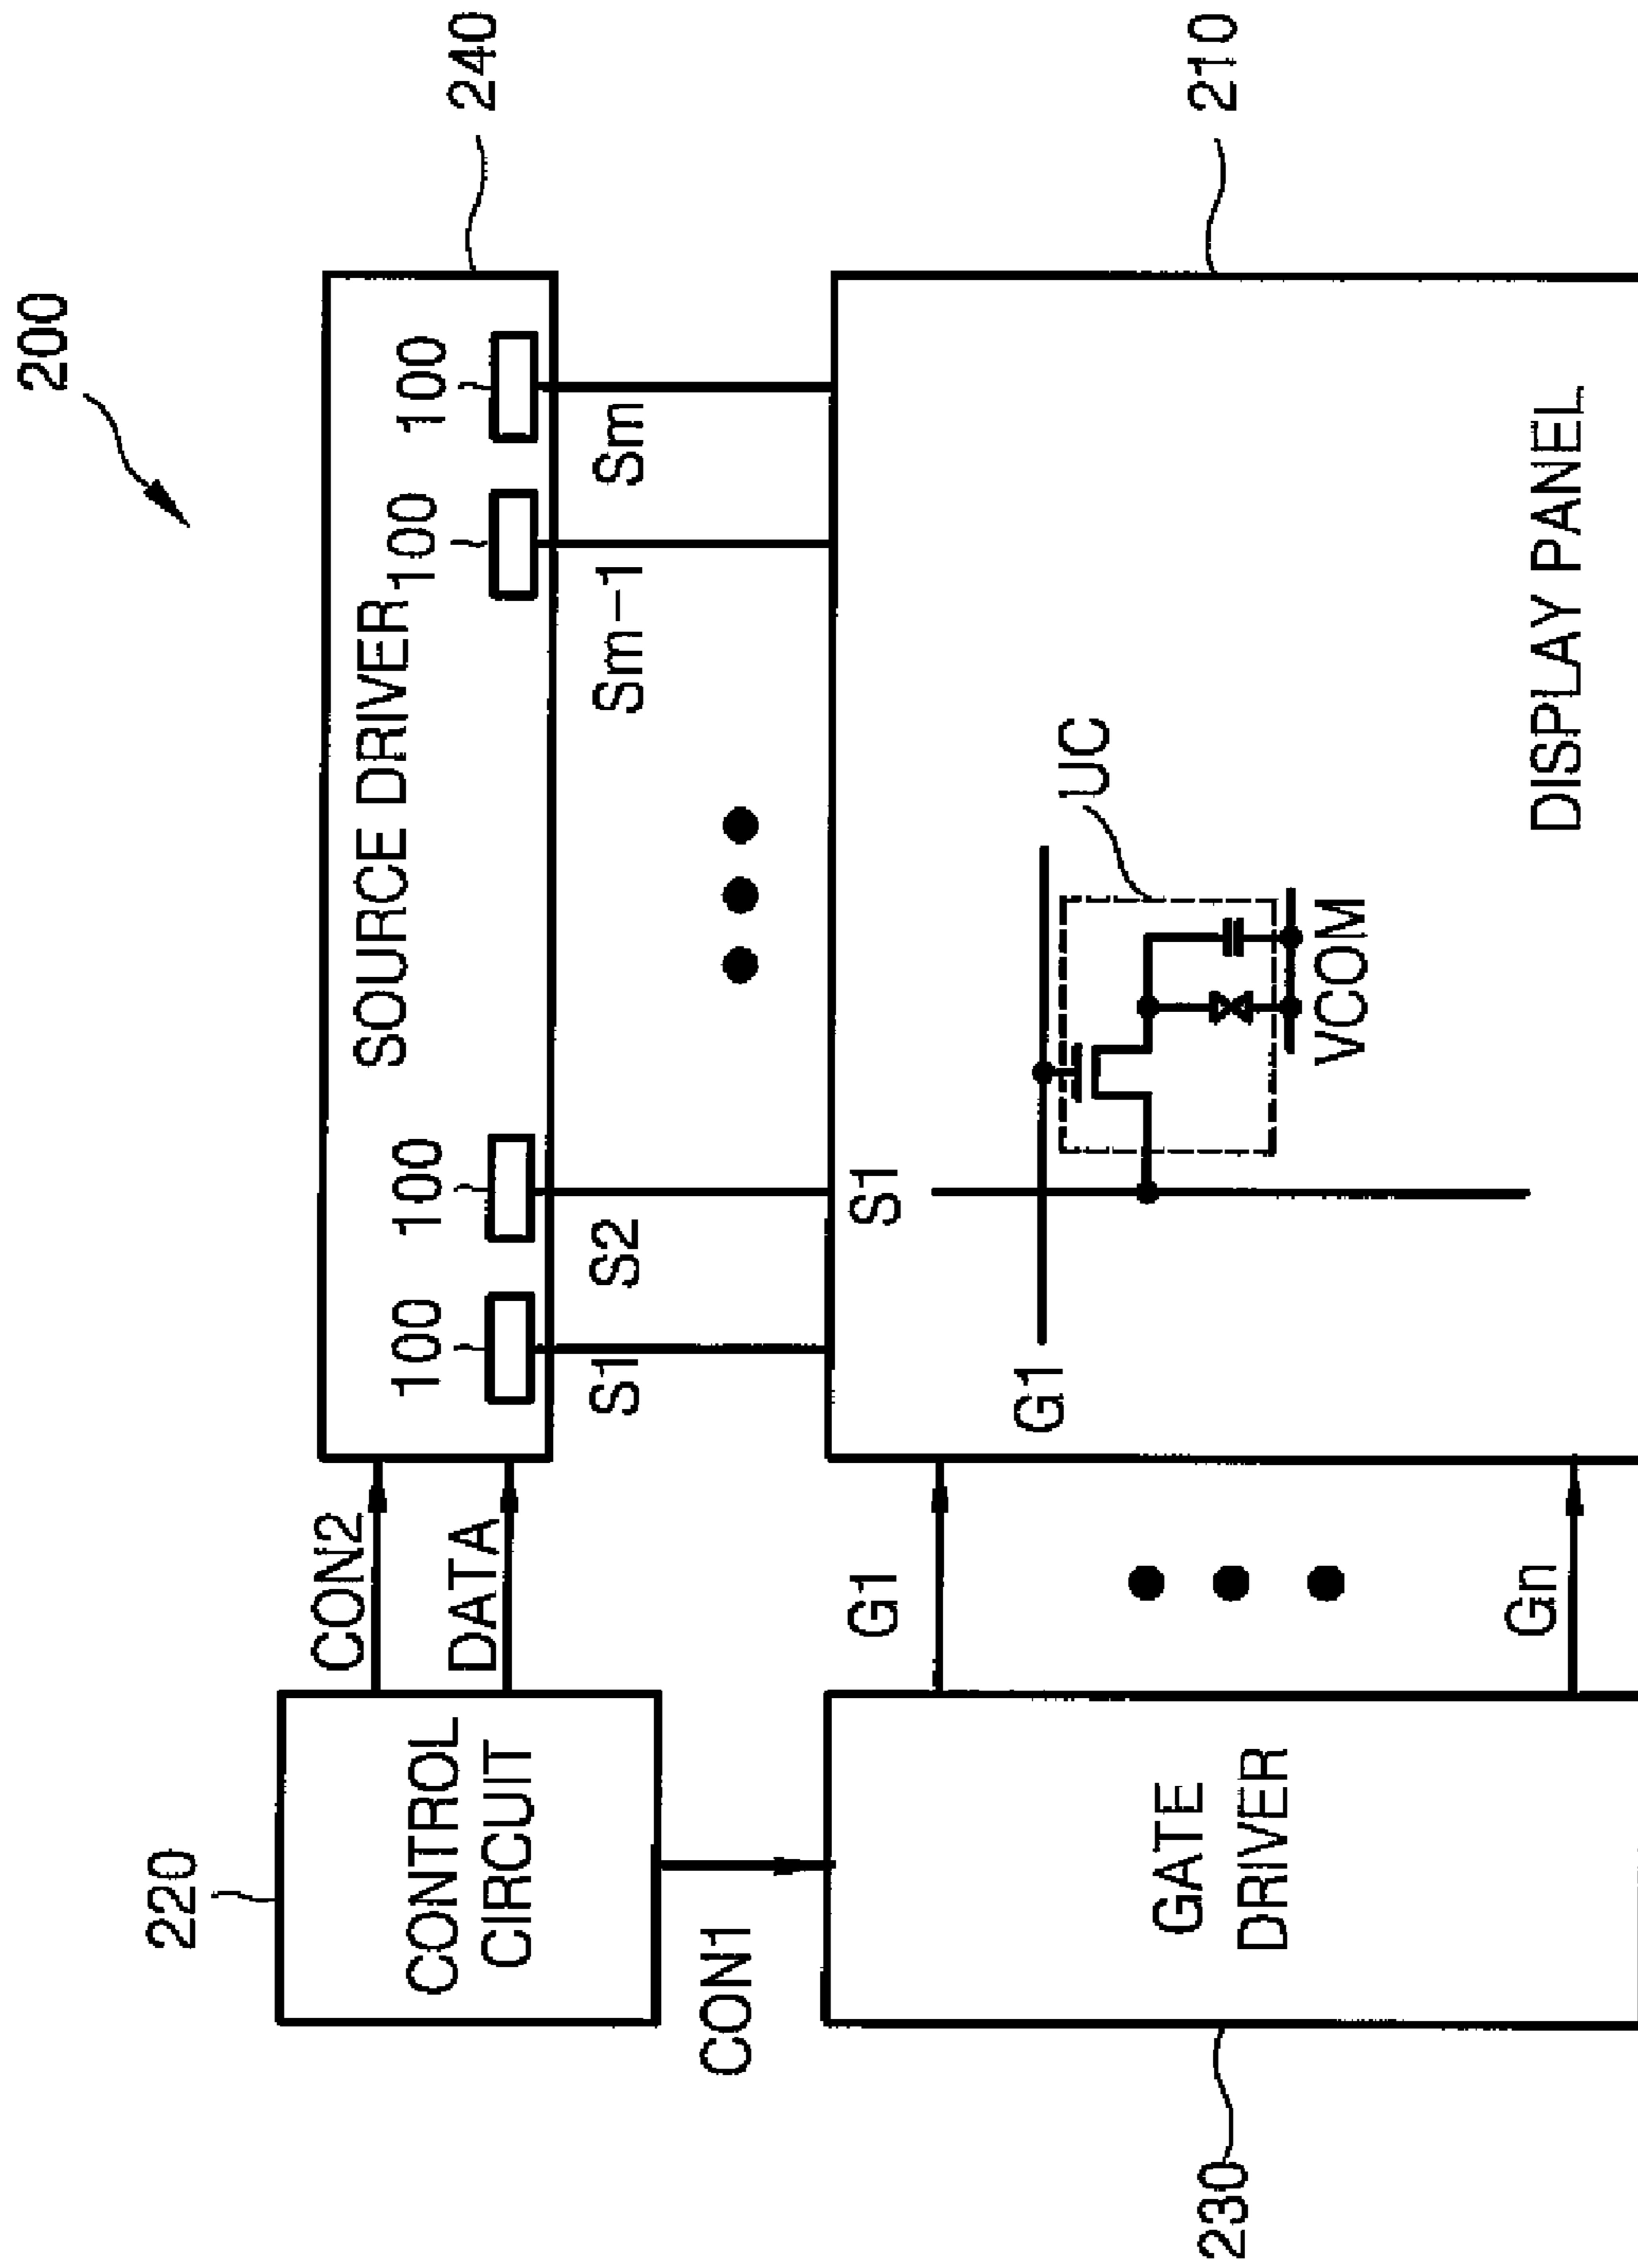 200
220
CONTROL
CIRCUIT
CON2
DATA
SOURCE DRIVER
240
100
100
100
100
S1
S2
Sm-1
Sm
CON1
GATE
DRIVER
230
G1
Gn
S1
G1
UC
VCOM
DISPLAY PANEL
210